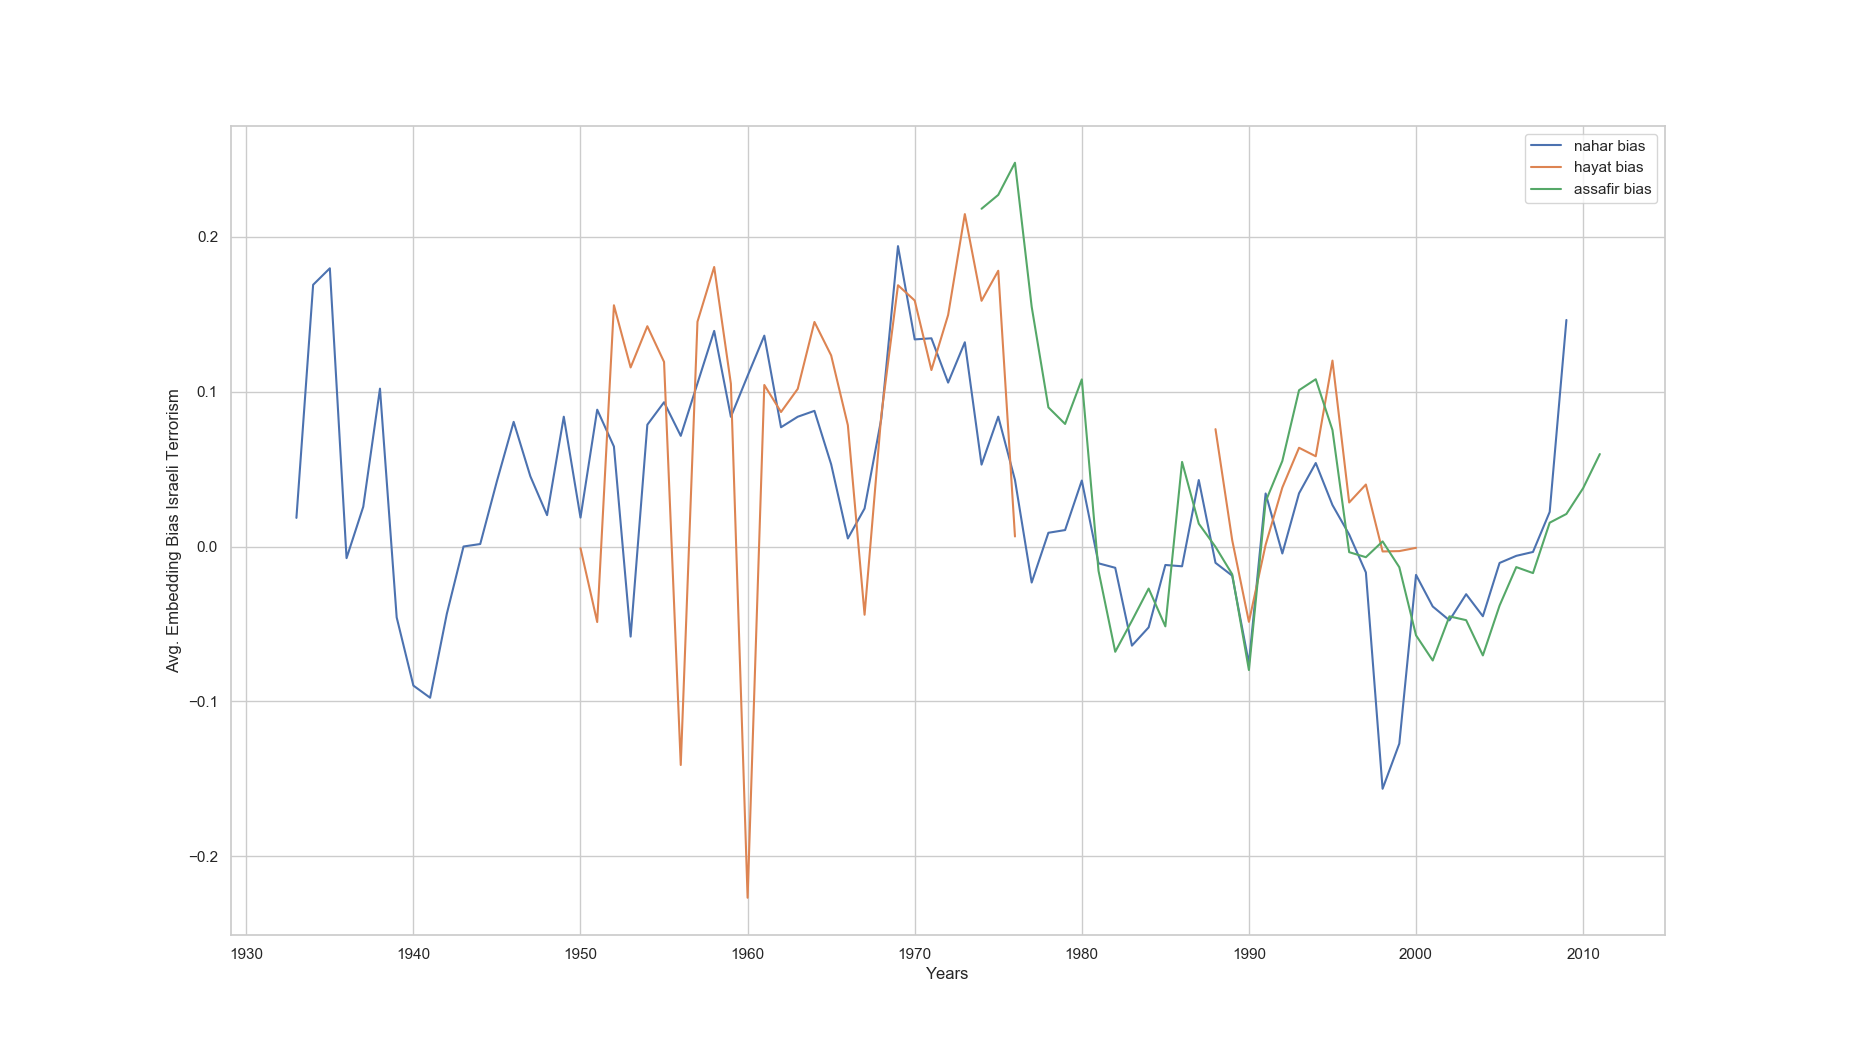 nahar bias
hayat bias
assafir bias
0.2
0.1
0.0
−0.1
−0.2
Avg. Embedding Bias Israeli Terrorism
1930 1940 1950 1960 1970 1980 1990 2000 2010
Years